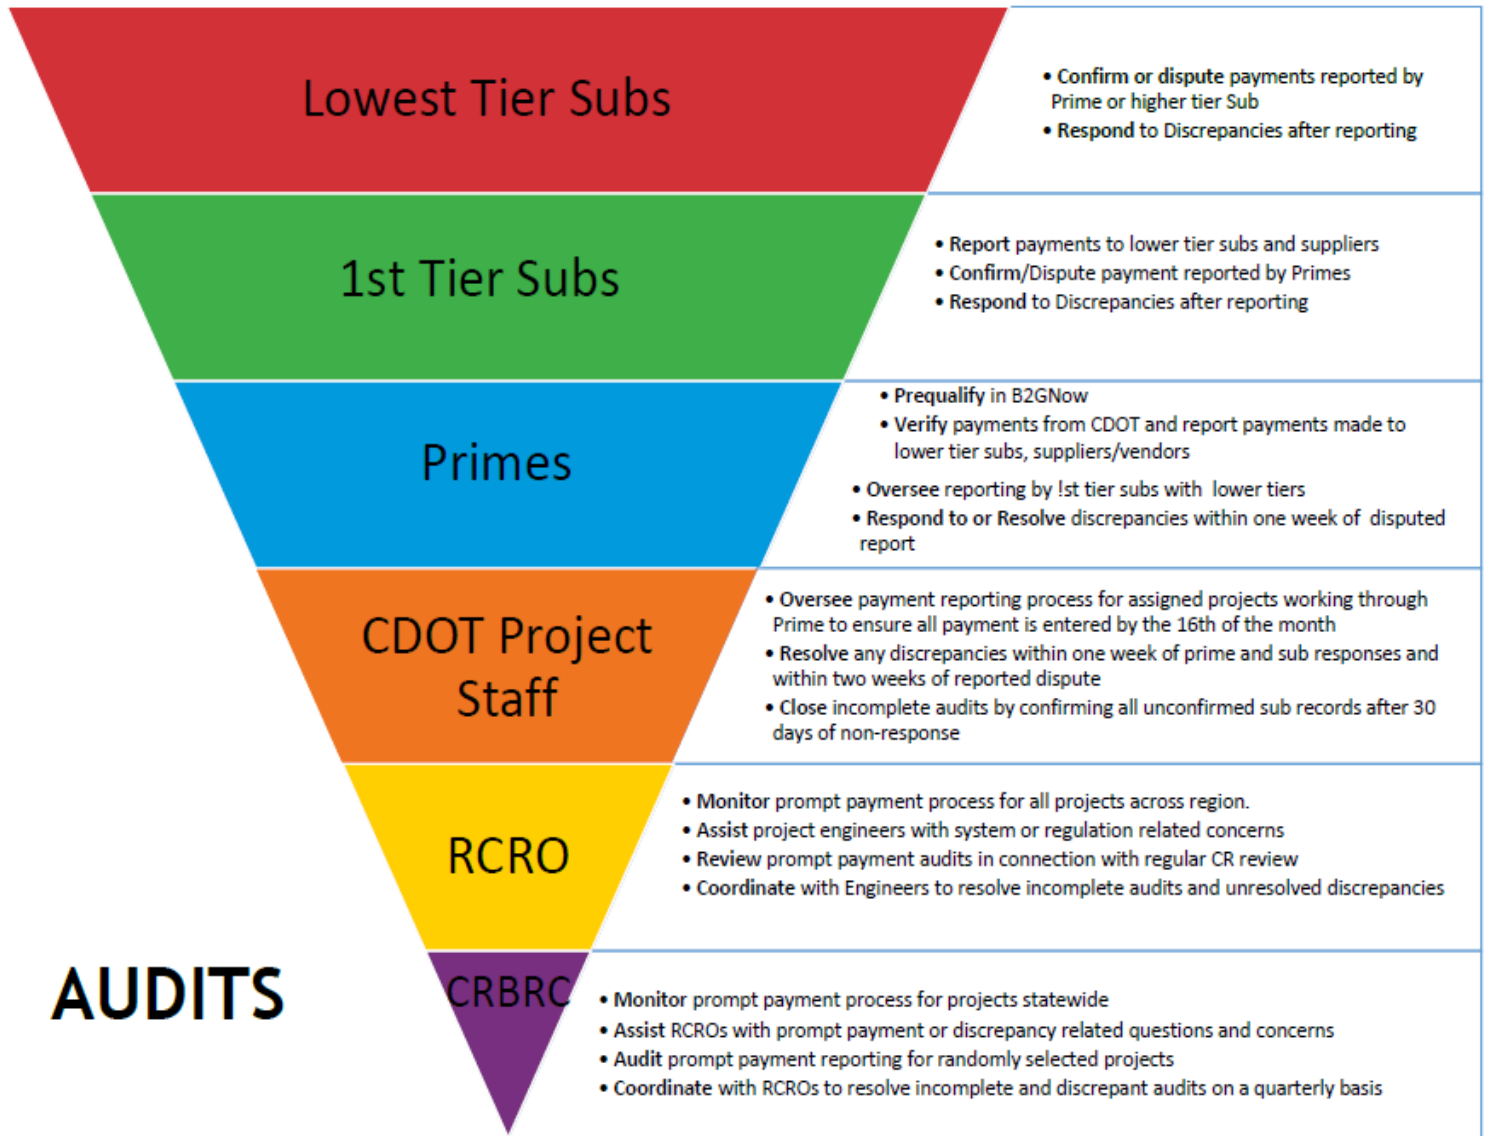 Lowest Tier Subs
• Confirm or dispute payments reported by
Prime or higher tier Sub
• Respond to Discrepancies after reporting
1st Tier Subs
• Report payments to lower tier subs and suppliers
• Confirm/Dispute payment reported by Primes
• Respond to Discrepancies after reporting
Primes
• Prequalify in B2GNow
• Verify payments from CDOT and report payments made to
lower tier subs, suppliers/vendors
• Oversee reporting by !st tier subs with lower tiers
• Respond to or Resolve discrepancies within one week of disputed
report
CDOT Project
Staff
• Oversee payment reporting process for assigned projects working through
Prime to ensure all payment is entered by the 16th of the month
• Resolve any discrepancies within one week of prime and sub responses and
within two weeks of reported dispute
• Close incomplete audits by confirming all unconfirmed sub records after 30
days of non-response
RCRO
• Monitor prompt payment process for all projects across region.
• Assist project engineers with system or regulation related concerns
• Review prompt payment audits in connection with regular CR review
• Coordinate with Engineers to resolve incomplete audits and unresolved discrepancies
AUDITS
CRBRC
• Monitor prompt payment process for projects statewide
• Assist RCROs with prompt payment or discrepancy related questions and concerns
• Audit prompt payment reporting for randomly selected projects
• Coordinate with RCROs to resolve incomplete and discrepant audits on a quarterly basis